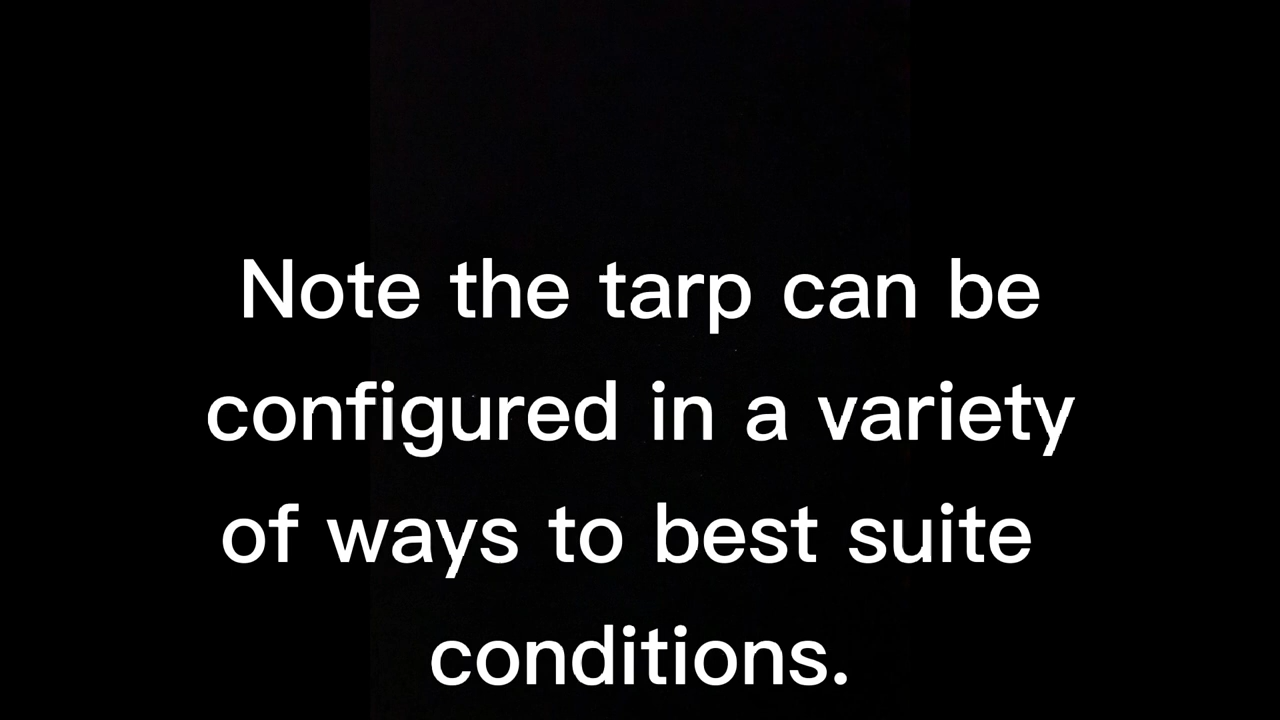 Note the tarp can be
configured in a variety
of ways to best suite
conditions.